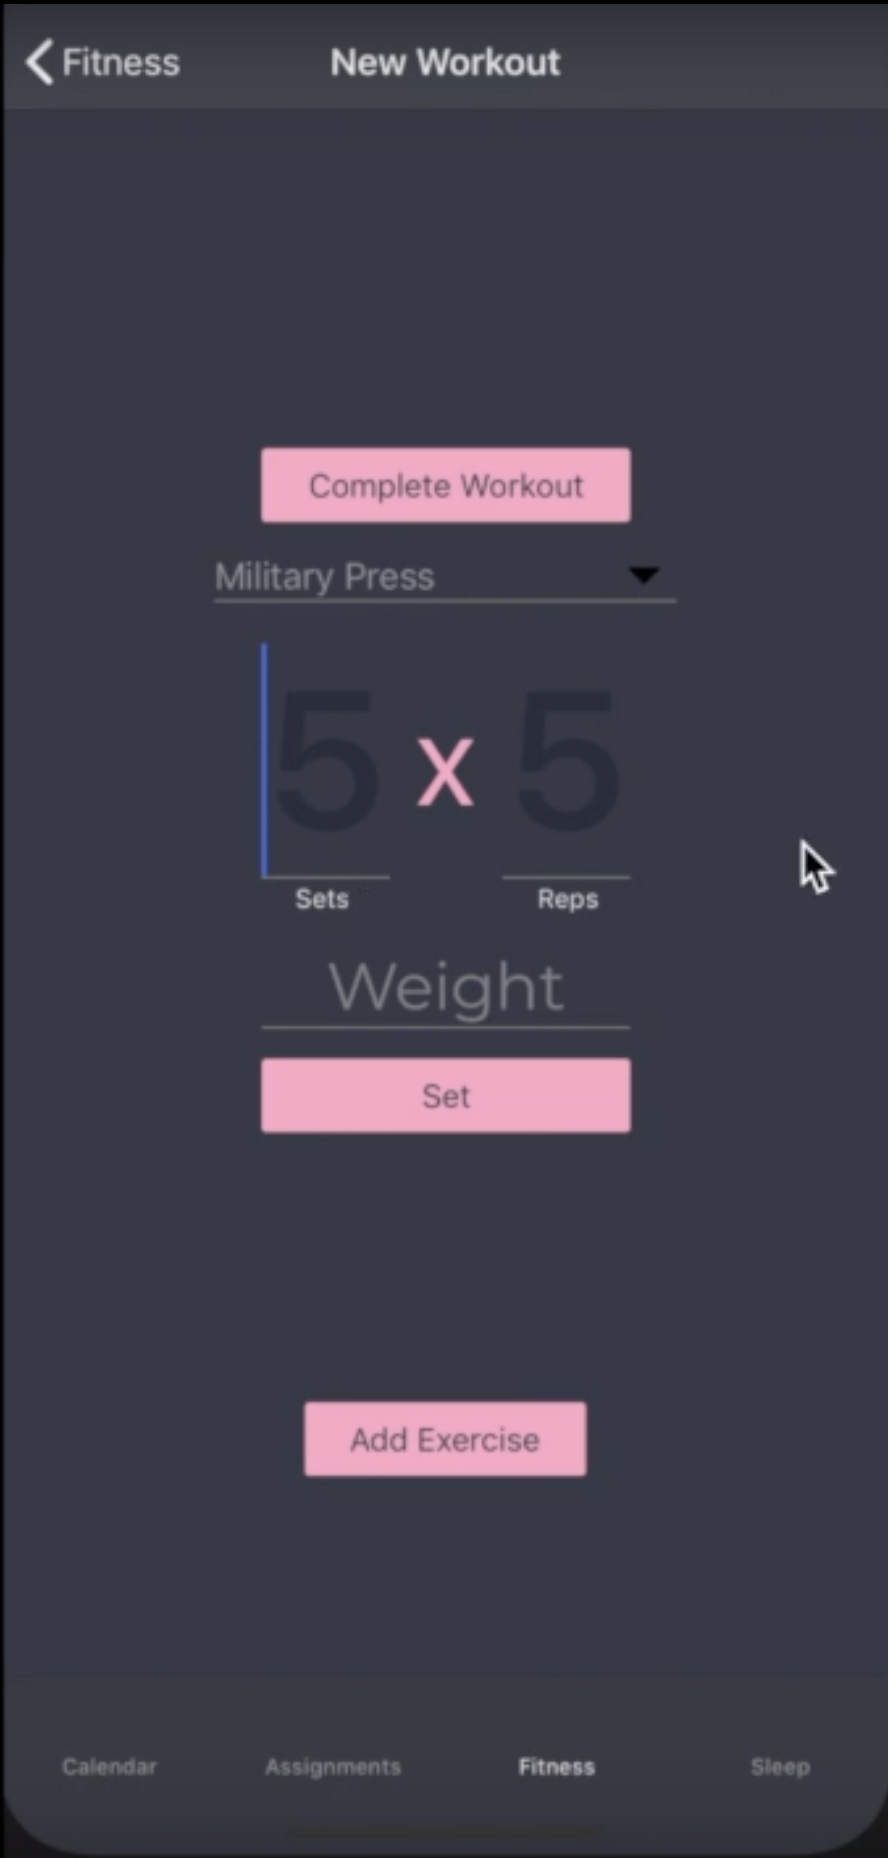 Fitness New Workout
Complete Workout
Military Press
5 X 5
Sets Reps
Weight
Set
Add Exercise
Calendar Assignments Fitness Sleep